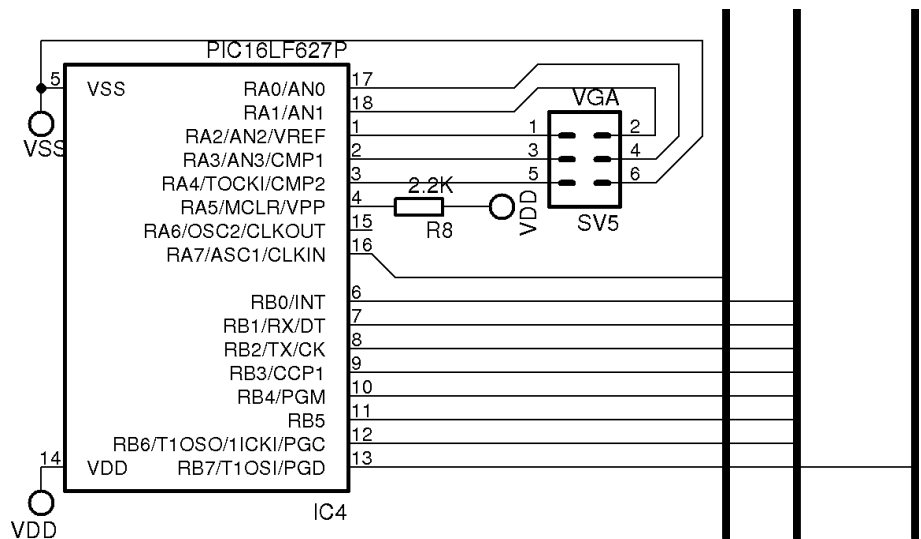 PIC16LF627P
5 VSS RA0/AN0 17
RA1/AN1 18
VGA
VSS RA2/AN2/VREF 1 1 2
RA3/AN3/CMP1 2 3 4
RA4/TOCKI/CMP2 3 5 6
2.2K
RA5/MCLR/VPP 4 VDD
RA6/OSC2/CLKOUT 15 R8 SV5
RA7/ASC1/CLKIN 16
RB0/INT 6
RB1/RX/DT 7
RB2/TX/CK 8
RB3/CCP1 9
RB4/PGM 10
RB5 11
RB6/T1OSO/1ICKI/PGC 12
14 VDD RB7/T1OSI/PGD 13
IC4
VDD